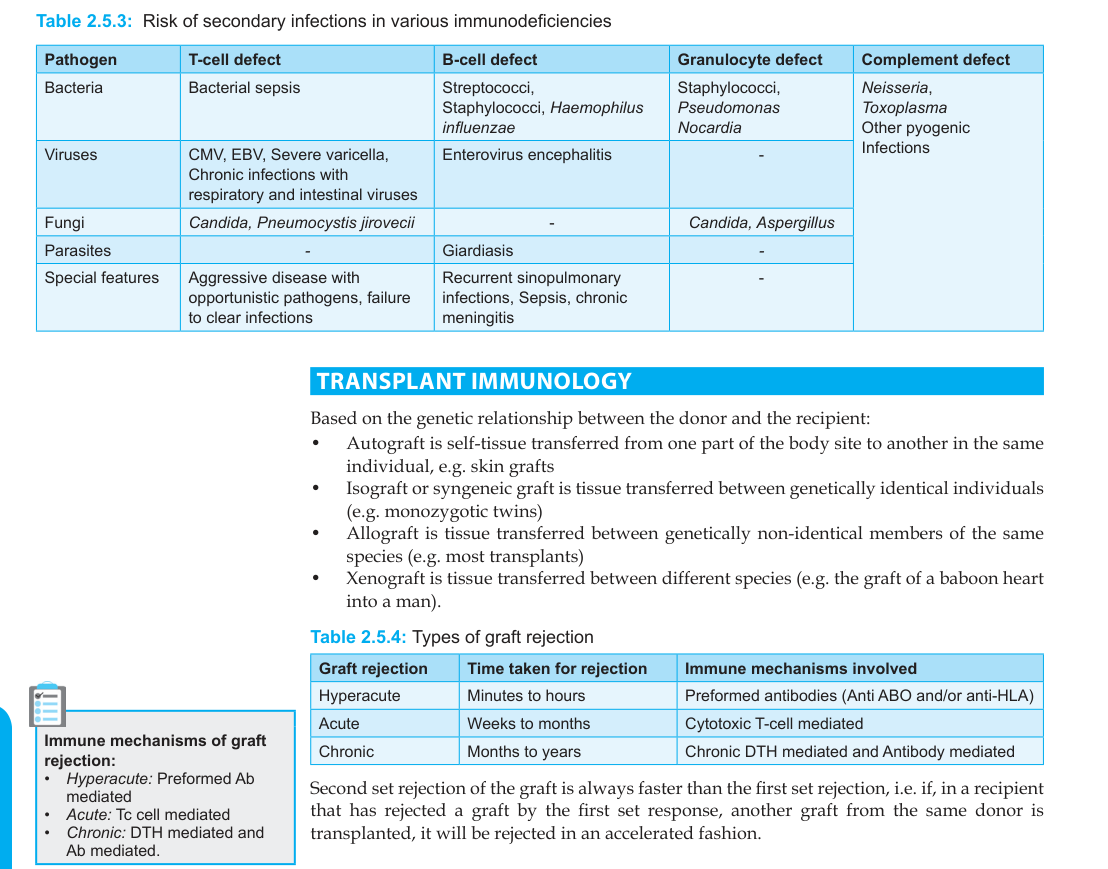 Table 2.5.3: Risk of secondary infections in various immunodeficiencies
Pathogen T-cell defect B-cell defect Granulocyte defect Complement defect
Bacteria Bacterial sepsis Streptococci, Staphylococci, Neisseria,
Staphylococci, Haemophilus Pseudomonas Toxoplasma
influenzae Nocardia Other pyogenic
Infections
Viruses CMV, EBV, Severe varicella, Enterovirus encephalitis -
Chronic infections with
respiratory and intestinal viruses
Fungi Candida, Pneumocystis jirovecii - Candida, Aspergillus
Parasites - Giardiasis -
Special features Aggressive disease with Recurrent sinopulmonary -
opportunistic pathogens, failure infections, Sepsis, chronic
to clear infections meningitis
TRANSPLANT IMMUNOLOGY
Based on the genetic relationship between the donor and the recipient:
• Autograft is self-tissue transferred from one part of the body site to another in the same
individual, e.g. skin grafts
• Isograft or syngeneic graft is tissue transferred between genetically identical individuals
(e.g. monozygotic twins)
• Allograft is tissue transferred between genetically non-identical members of the same
species (e.g. most transplants)
• Xenograft is tissue transferred between different species (e.g. the graft of a baboon heart
into a man).
Table 2.5.4: Types of graft rejection
Graft rejection Time taken for rejection Immune mechanisms involved
Hyperacute Minutes to hours Preformed antibodies (Anti ABO and/or anti-HLA)
Acute Weeks to months Cytotoxic T-cell mediated
Chronic Months to years Chronic DTH mediated and Antibody mediated
Immune mechanisms of graft
rejection:
• Hyperacute: Preformed Ab
mediated
• Acute: Tc cell mediated
• Chronic: DTH mediated and
Ab mediated.
Second set rejection of the graft is always faster than the first set rejection, i.e. if, in a recipient
that has rejected a graft by the first set response, another graft from the same donor is
transplanted, it will be rejected in an accelerated fashion.